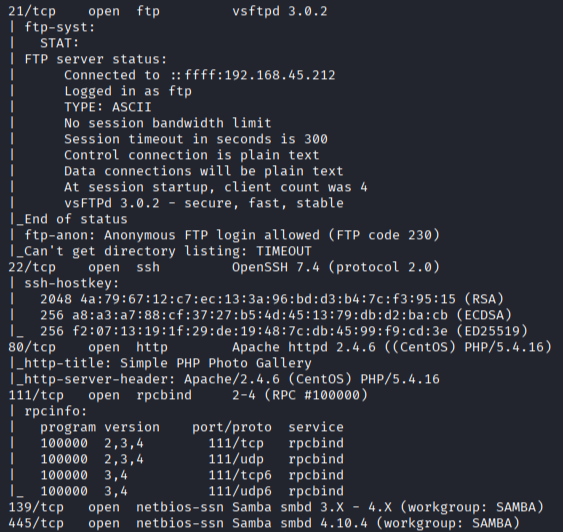 21/tcp open ftp vsftpd 3.0.2
| ftp-syst:
| STAT:
| FTP server status:
| Connected to ::ffff:192.168.45.212
| Logged in as ftp
| TYPE: ASCII
| No session bandwidth limit
| Session timeout in seconds is 300
| Control connection is plain text
| Data connections will be plain text
| At session startup, client count was 4
| vsFTPd 3.0.2 - secure, fast, stable
|_End of status
| ftp-anon: Anonymous FTP login allowed (FTP code 230)
|_Can't get directory listing: TIMEOUT
22/tcp open ssh OpenSSH 7.4 (protocol 2.0)
| ssh-hostkey:
| 2048 4a:79:67:12:c7:ec:13:3a:96:bd:d3:b4:7c:f3:95:15 (RSA)
| 256 a8:a3:a7:88:cf:37:27:b5:4d:45:13:79:db:d2:ba:cb (ECDSA)
|_ 256 f2:07:13:19:1f:29:de:19:48:7c:db:45:99:f9:cd:3e (ED25519)
80/tcp open http Apache httpd 2.4.6 ((CentOS) PHP/5.4.16)
|_http-title: Simple PHP Photo Gallery
|_http-server-header: Apache/2.4.6 (CentOS) PHP/5.4.16
111/tcp open rpcbind 2-4 (RPC #100000)
| rpcinfo:
| program version port/proto service
| 100000 2,3,4 111/tcp rpcbind
| 100000 2,3,4 111/udp rpcbind
| 100000 3,4 111/tcp6 rpcbind
|_ 100000 3,4 111/udp6 rpcbind
139/tcp open netbios-ssn Samba smbd 3.X - 4.X (workgroup: SAMBA)
445/tcp open netbios-ssn Samba smbd 4.10.4 (workgroup: SAMBA)